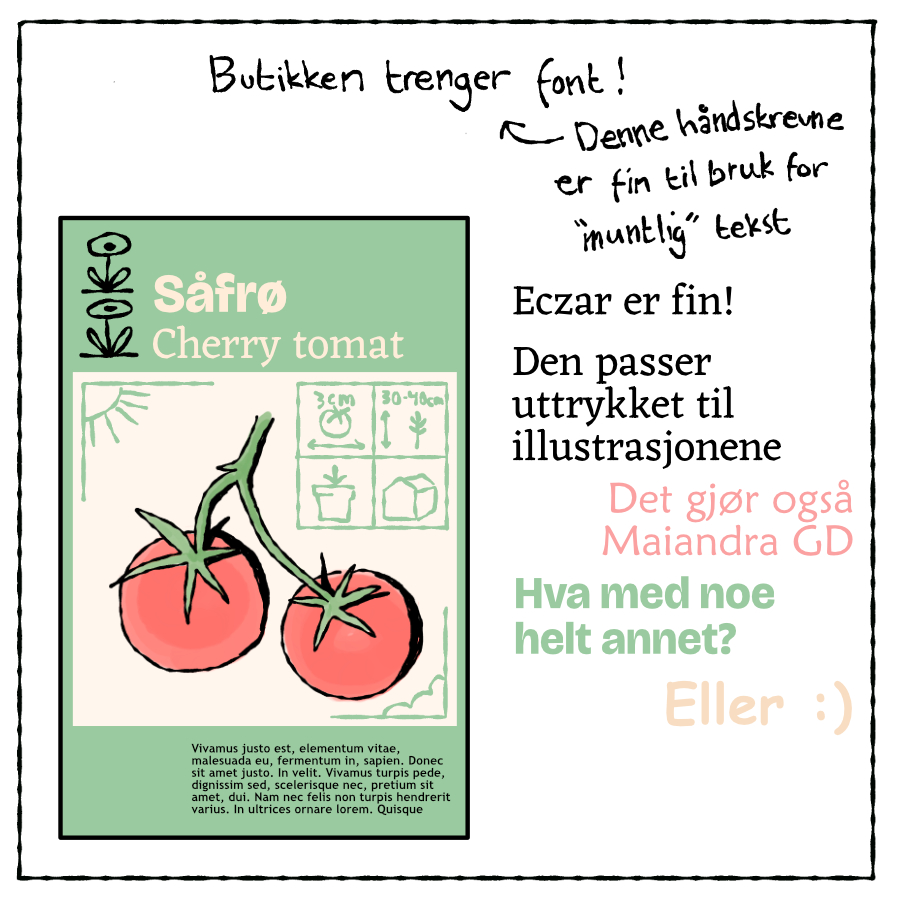 Butikken trenger font!
Denne håndskrevne
er fin til bruk for
"muntlig" tekst
Såfrø
Cherry tomat
3cm
30-40cm
Vivamus justo est, elementum vitae,
malesuada eu, fermentum in, sapien. Donec
sit amet justo. In velit. Vivamus turpis pede,
dignissim sed, scelerisque nec, pretium sit
amet, dui. Nam nec felis non turpis hendrerit
varius. In ultrices ornare lorem. Quisque
Eczar er fin!
Den passer
uttrykket til
illustrasjonene
Det gjør også
Maiandra GD
Hva med noe
helt annet?
Eller :)